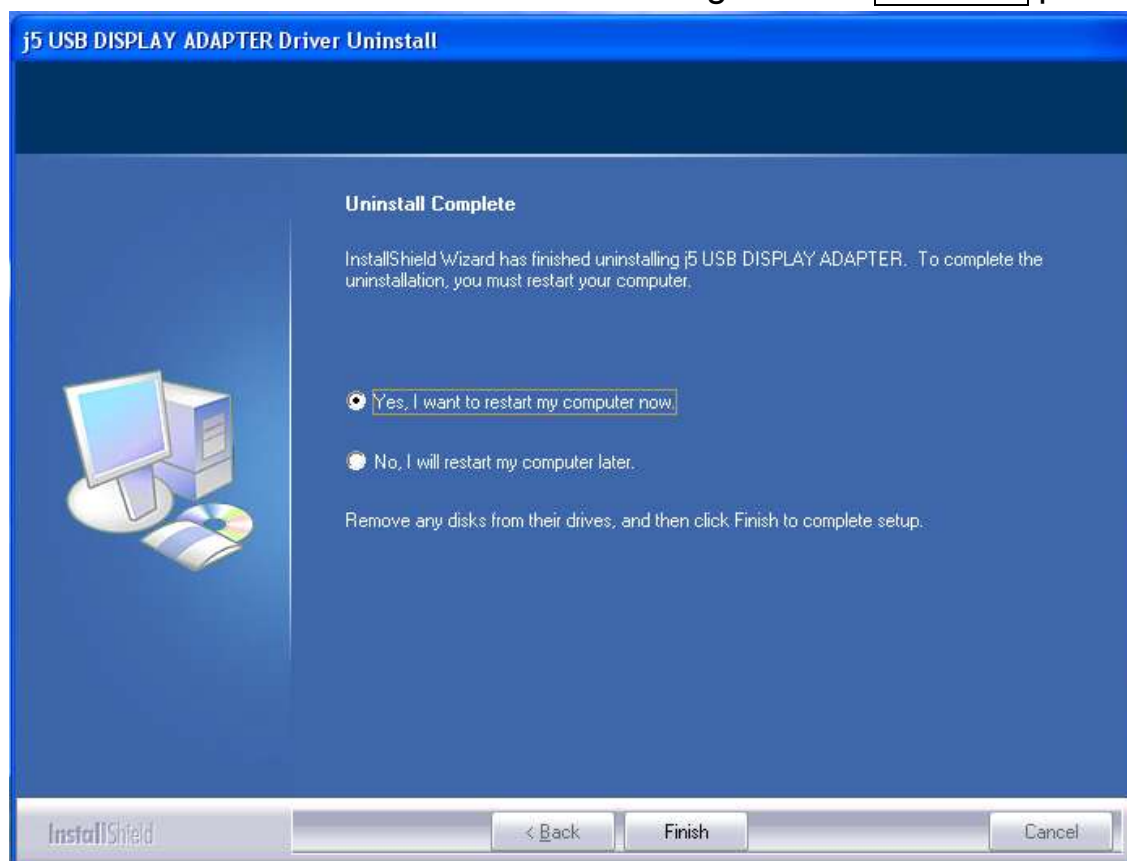 j5 USB DISPLAY ADAPTER Driver Uninstall
Uninstall Complete
InstallShield Wizard has finished uninstalling j5 USB DISPLAY ADAPTER. To complete the
uninstallation, you must restart your computer.
Yes, I want to restart my computer now.
No, I will restart my computer later.
Remove any disks from their drives, and then click Finish to complete setup.
InstallShield
< Back
Finish
Cancel